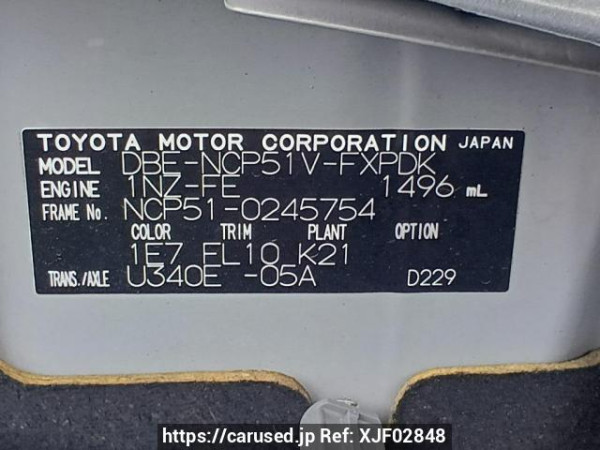 TOYOTA MOTOR CORPORATION JAPAN
MODEL DBE-NCP51V-FXPDK
ENGINE 1NZ-FE 1496 mL
FRAME No. NCP51-0245754
COLOR TRIM PLANT OPTION
1E7 FL10 K21
TRANS./AXLE U340E -05A D229
https://carused.jp Ref: XJF02848